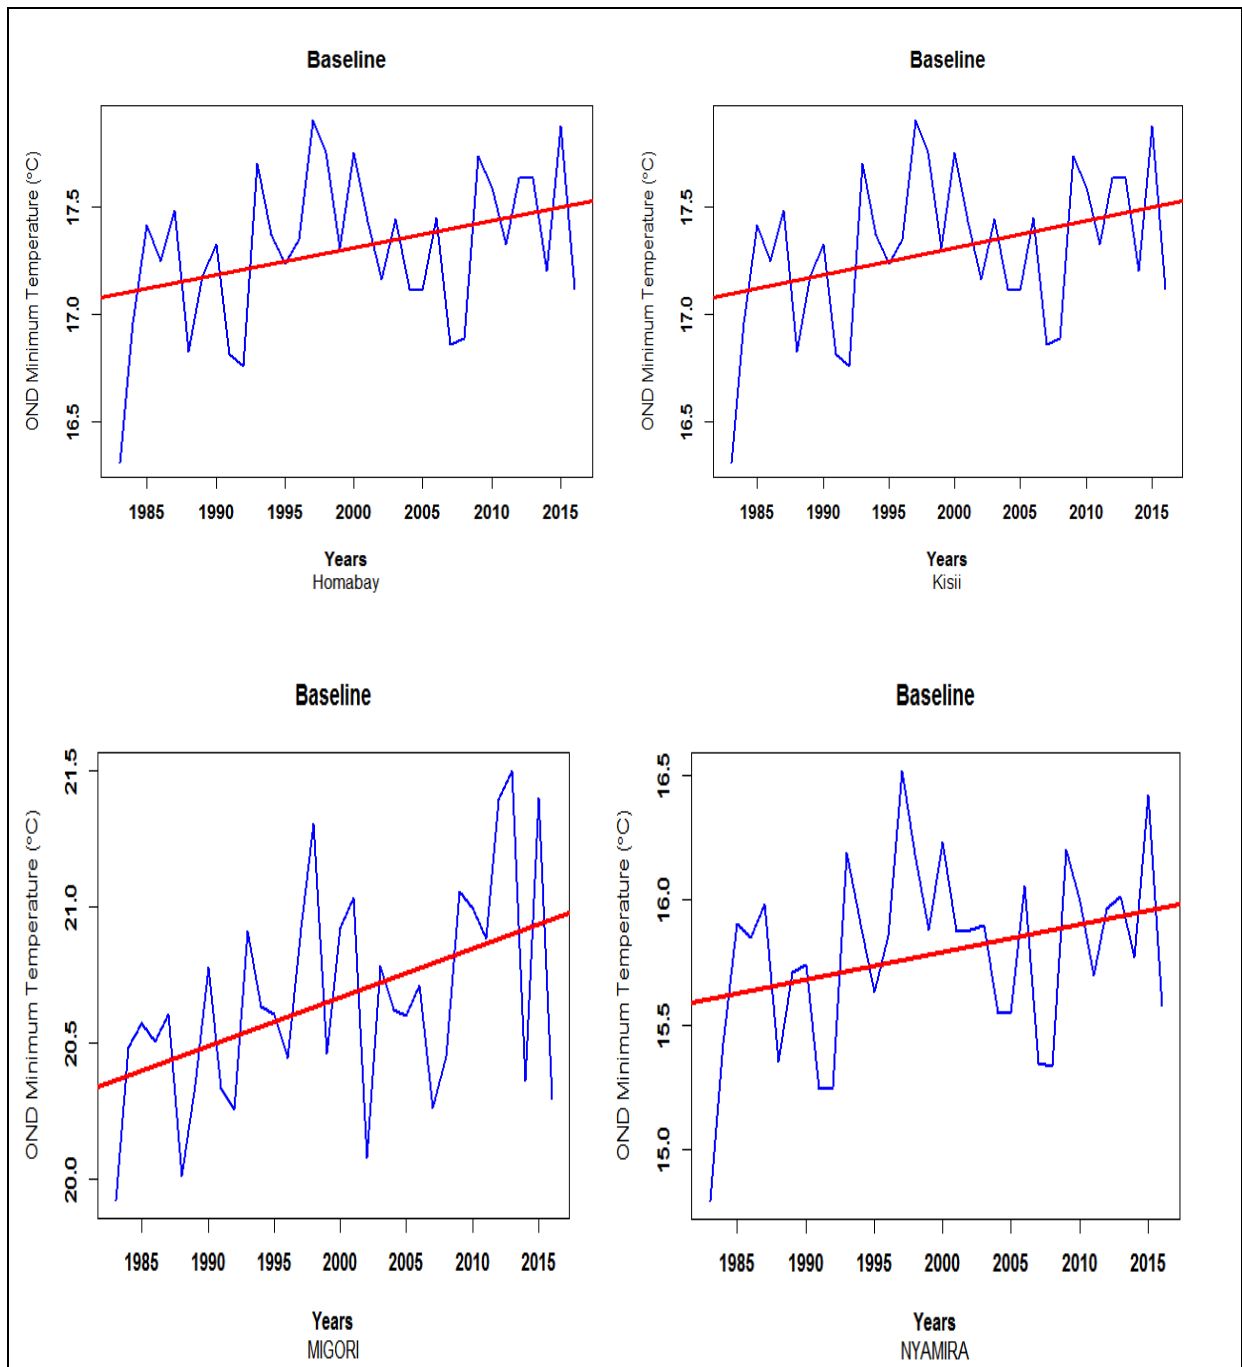 Baseline
OND Minimum Temperature (°C)
17.5
17.0
16.5
1985 1990 1995 2000 2005 2010 2015
Years
Homabay
Baseline
OND Minimum Temperature (°C)
17.5
17.0
16.5
1985 1990 1995 2000 2005 2010 2015
Years
Kisii
Baseline
OND Minimum Temperature (°C)
21.5
21.0
20.5
20.0
1985 1990 1995 2000 2005 2010 2015
Years
MIGORI
Baseline
OND Minimum Temperature (°C)
16.5
16.0
15.5
15.0
1985 1990 1995 2000 2005 2010 2015
Years
NYAMIRA